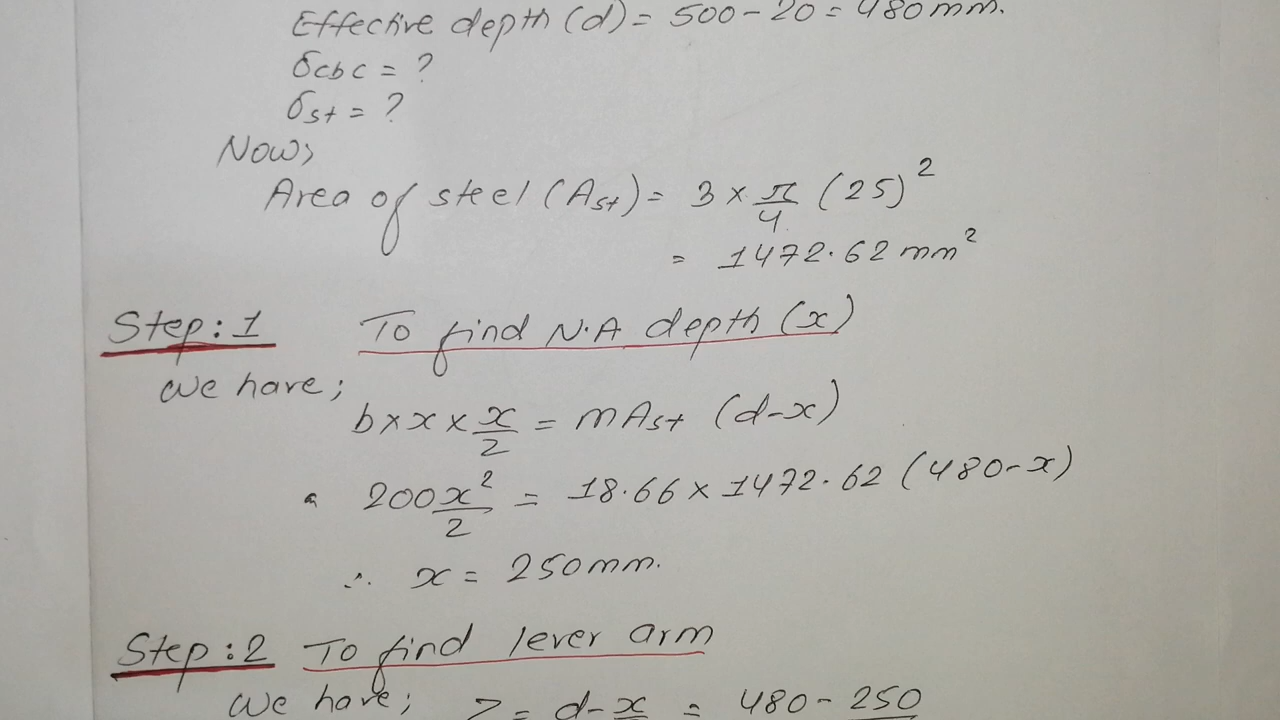 Effective depth (d) = 500 - 20 = 480 mm.
σcbc = ?
σst = ?
Now,
Area of steel (Ast) = 3 × π/4 (25)²
= 1472.62 mm²
Step:1 To find N.A depth (x)
We have;
b × x × x/2 = mAst (d-x)
200x²/2 = 18.66 × 1472.62 (480-x)
∴ x = 250mm.
Step:2 To find lever arm
We have; Z = d - x = 480 - 250